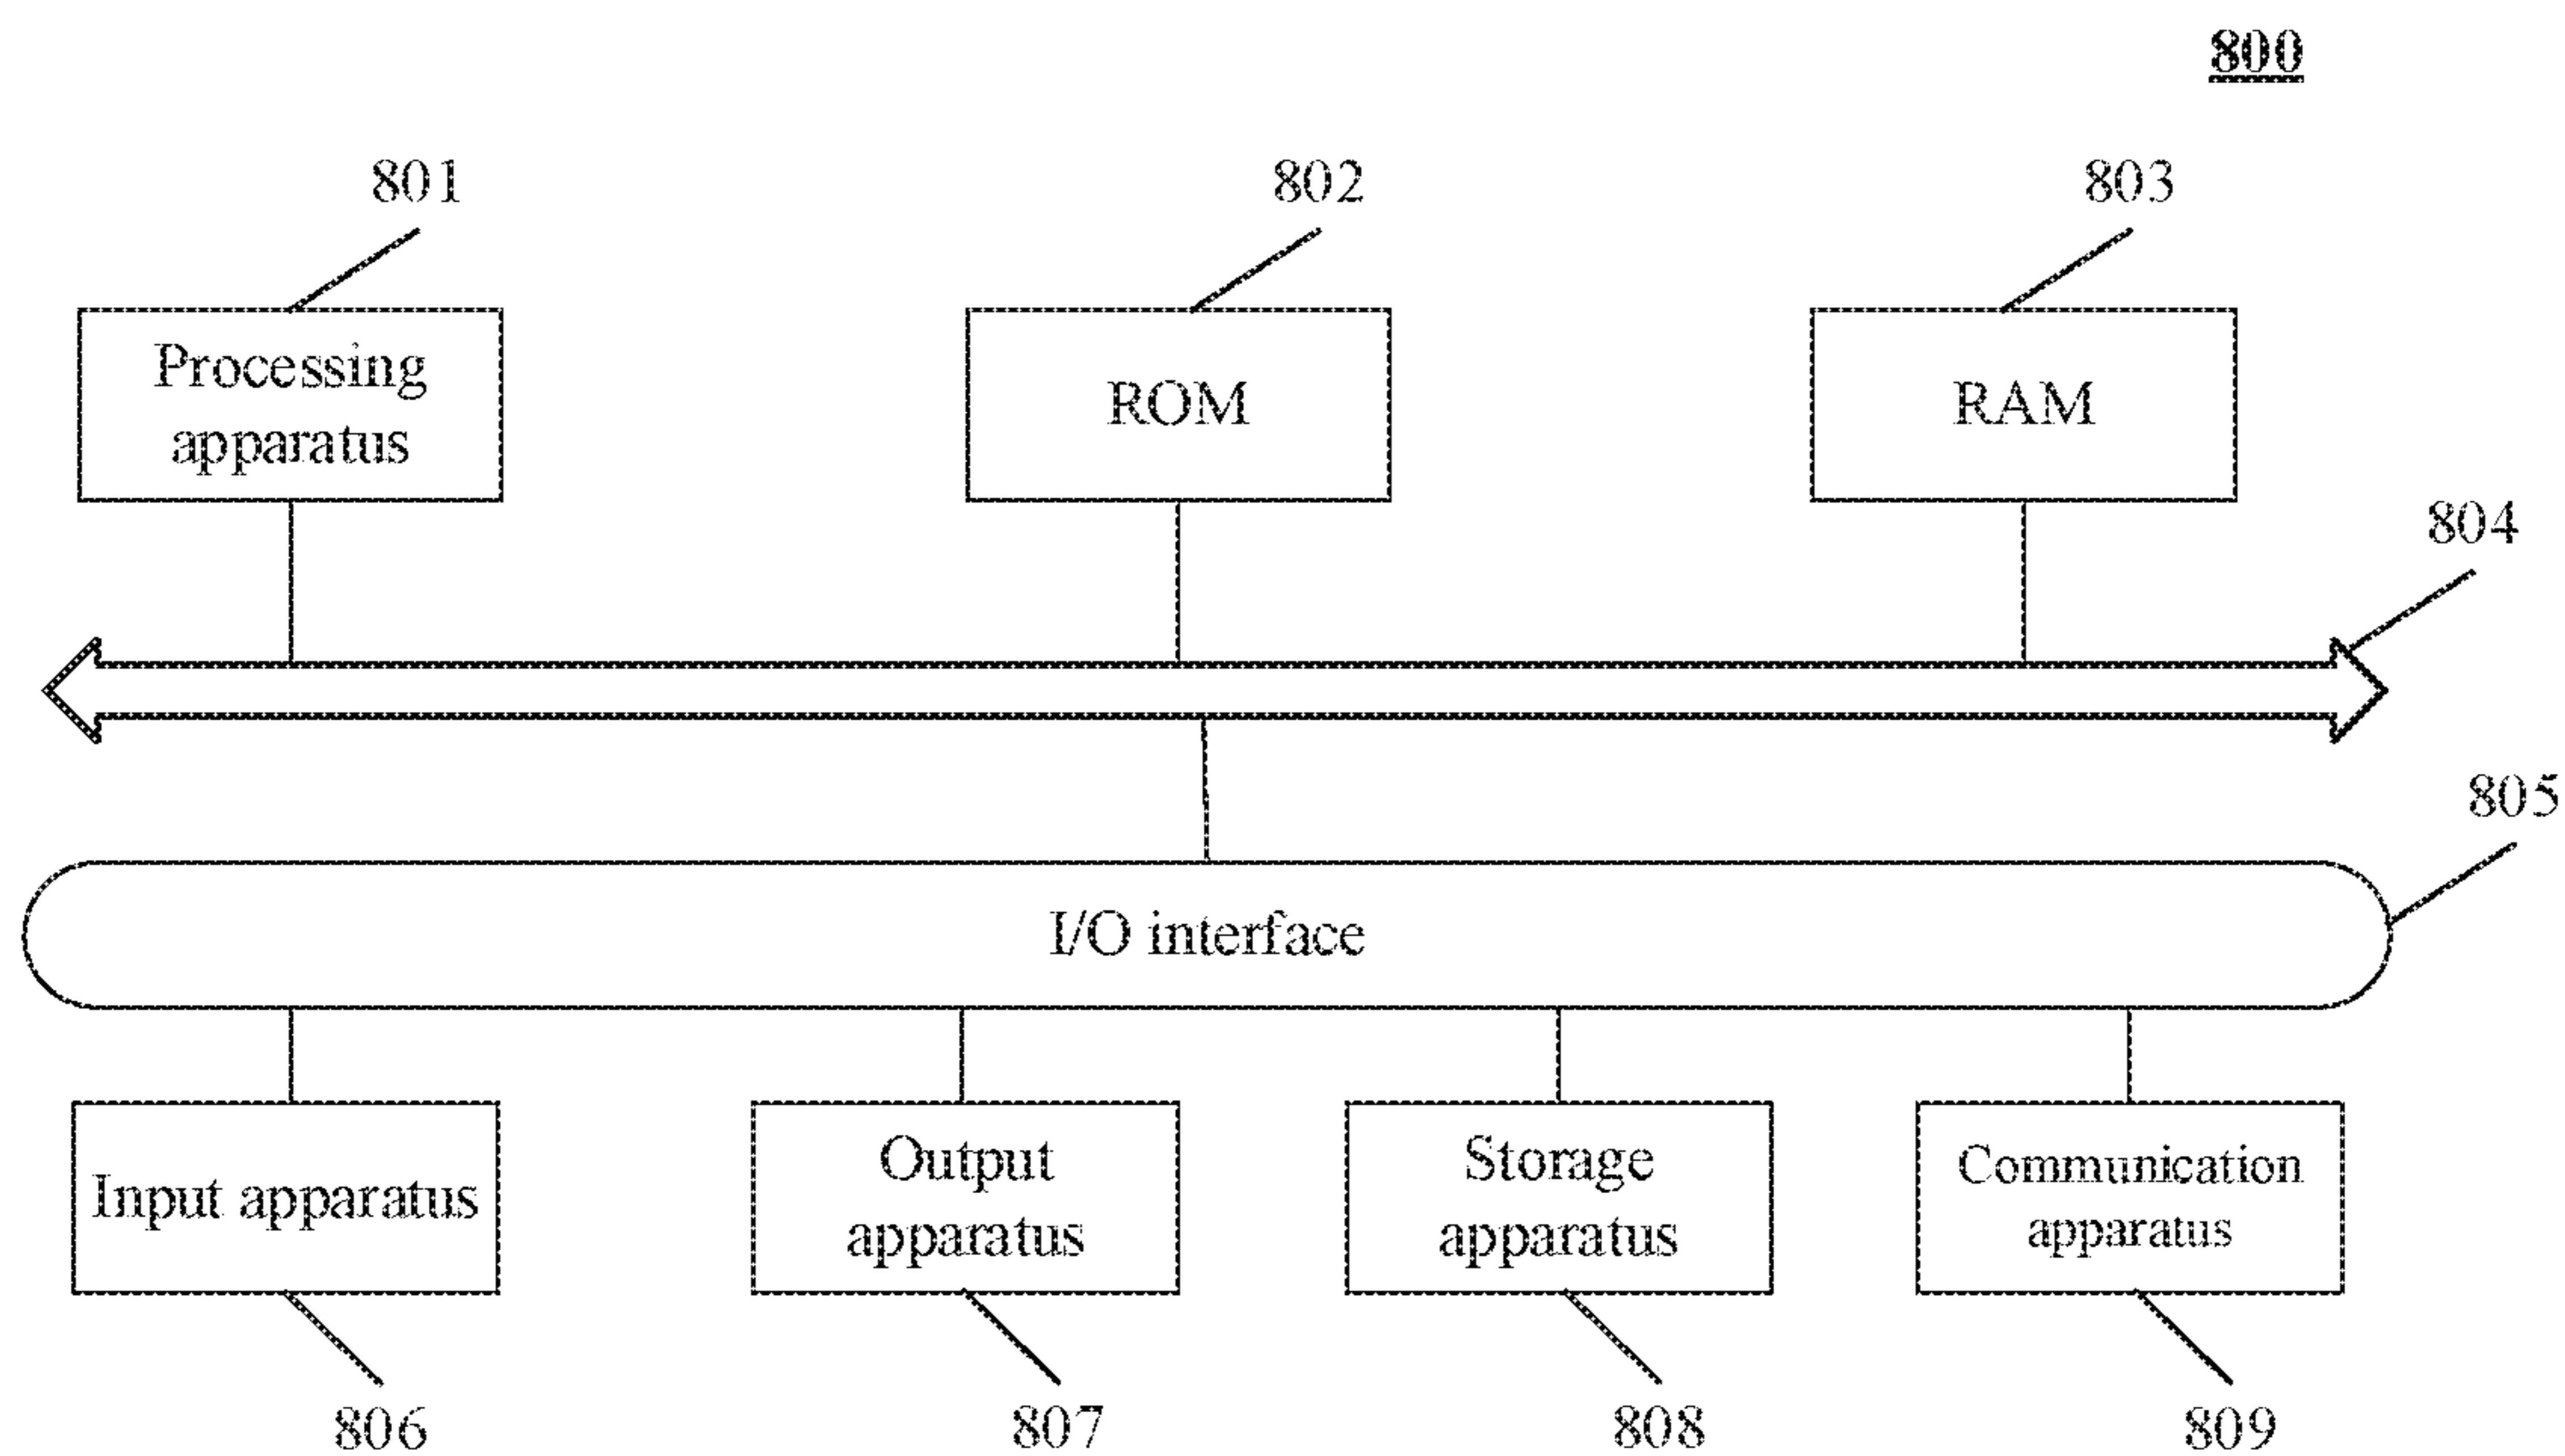 800
801
802
803
Processing
apparatus
ROM
RAM
804
805
I/O interface
Input apparatus
Output
apparatus
Storage
apparatus
Communication
apparatus
806
807
808
809